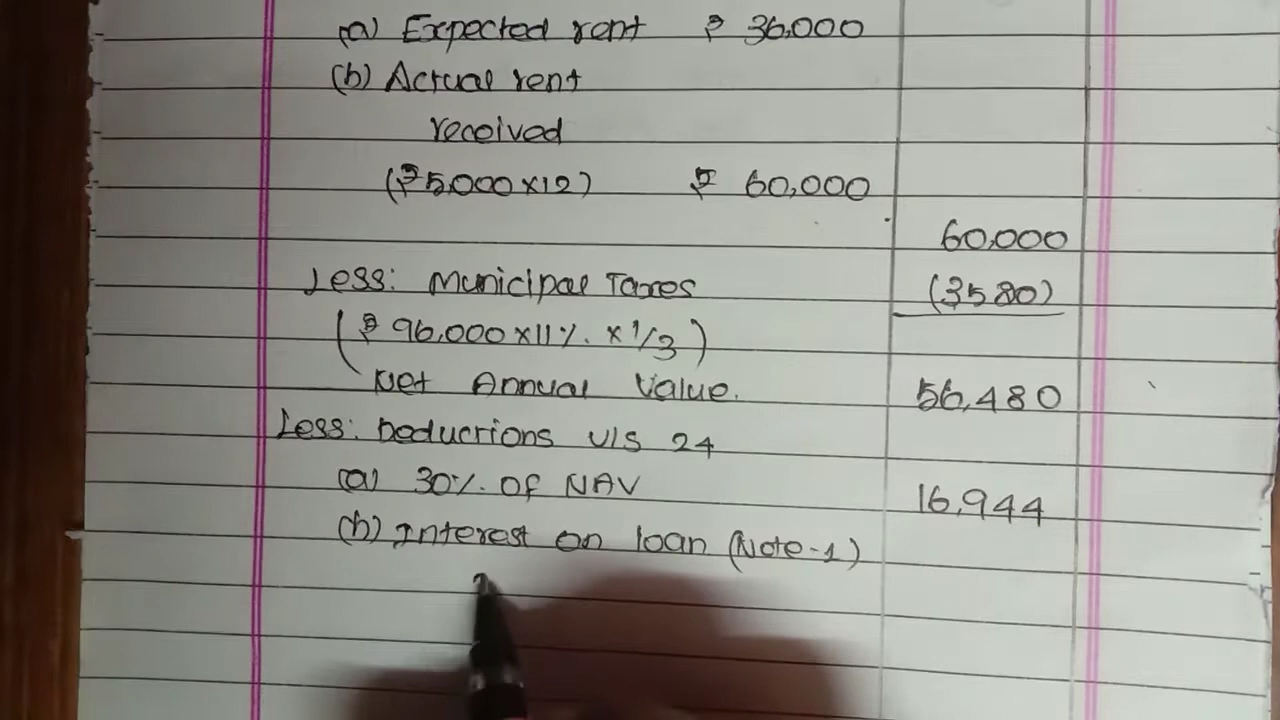 (a) Expected rent ₹ 36,000
(b) Actual rent
received
(₹5,000 x 12) ₹ 60,000
60,000
Less: Municipal Taxes (3580)
(₹ 96,000 x 11% x 1/3)
Net Annual Value. 56,480
Less: Deductions U/S 24
(a) 30% of NAV 16,944
(b) Interest on loan (Note-1)